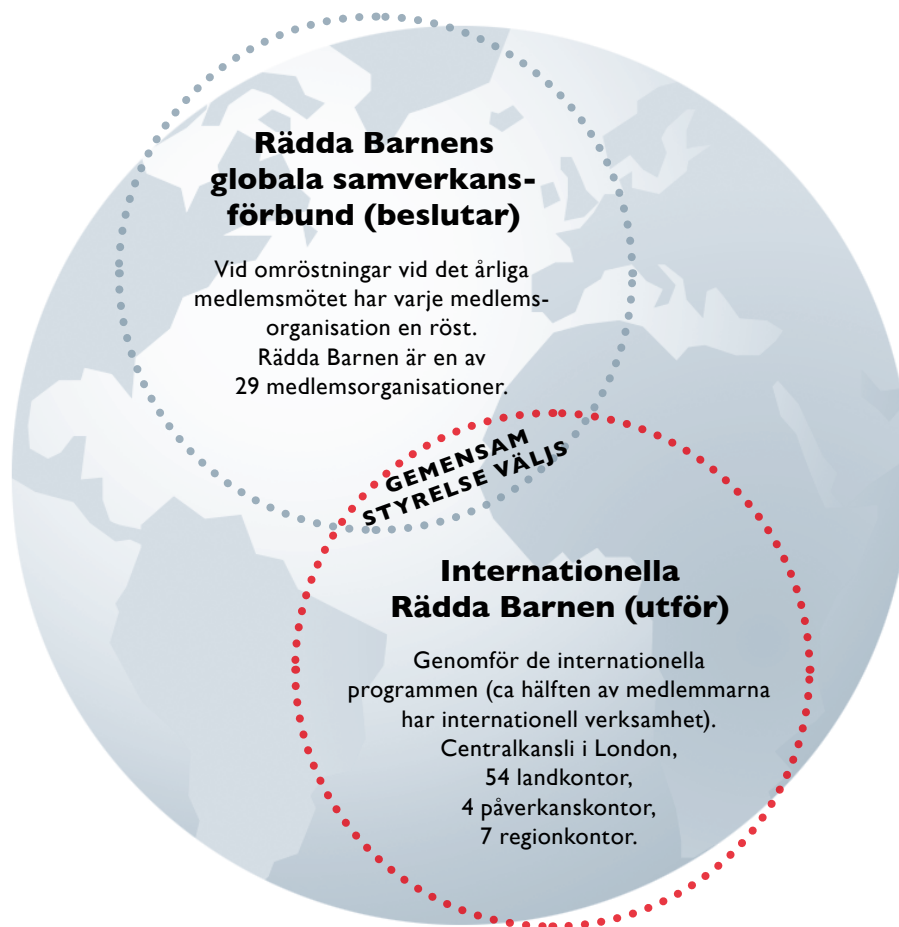 Rädda Barnens
globala samverkans-
förbund (beslutar)
Vid omröstningar vid det årliga
medlemsmötet har varje medlems-
organisation en röst.
Rädda Barnen är en av
29 medlemsorganisationer.
GEMENSAM
STYRELSE VÄLJS
Internationella
Rädda Barnen (utför)
Genomför de internationella
programmen (ca hälften av medlemmarna
har internationell verksamhet).
Centralkansli i London,
54 landkontor,
4 påverkanskontor,
7 regionkontor.